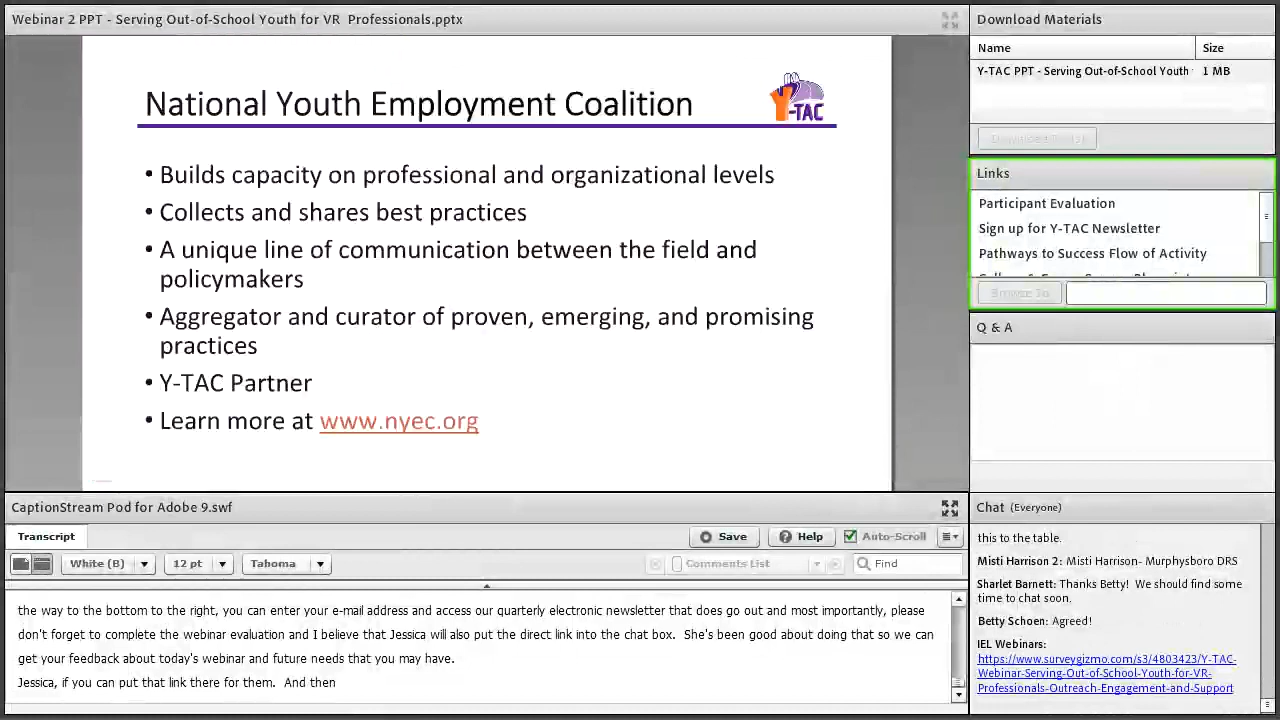 Webinar 2 PPT - Serving Out-of-School Youth for VR  Professionals.pptx
National Youth Employment Coalition
Y-TAC
• Builds capacity on professional and organizational levels
• Collects and shares best practices
• A unique line of communication between the field and
policymakers
• Aggregator and curator of proven, emerging, and promising
practices
• Y-TAC Partner
• Learn more at www.nyec.org
CaptionStream Pod for Adobe 9.swf
Transcript
Save
Help
Auto-Scroll
White (B)
12 pt
Tahoma
Comments List
Find
the way to the bottom to the right, you can enter your e-mail address and access our quarterly electronic newsletter that does go out and most importantly, please
don't forget to complete the webinar evaluation and I believe that Jessica will also put the direct link into the chat box.  She's been good about doing that so we can
get your feedback about today's webinar and future needs that you may have.
Jessica, if you can put that link there for them.  And then
Download Materials
Name Size
Y-TAC PPT - Serving Out-of-School Youth 1 MB
Links
Participant Evaluation
Sign up for Y-TAC Newsletter
Pathways to Success Flow of Activity
Browse To
Q & A
Chat (Everyone)
this to the table.
Misti Harrison 2: Misti Harrison- Murphysboro DRS
Sharlet Barnett: Thanks Betty!  We should find some
time to chat soon.
Betty Schoen: Agreed!
IEL Webinars:
https://www.surveygizmo.com/s3/4803423/Y-TAC-
Webinar-Serving-Out-of-School-Youth-for-VR-
Professionals-Outreach-Engagement-and-Support